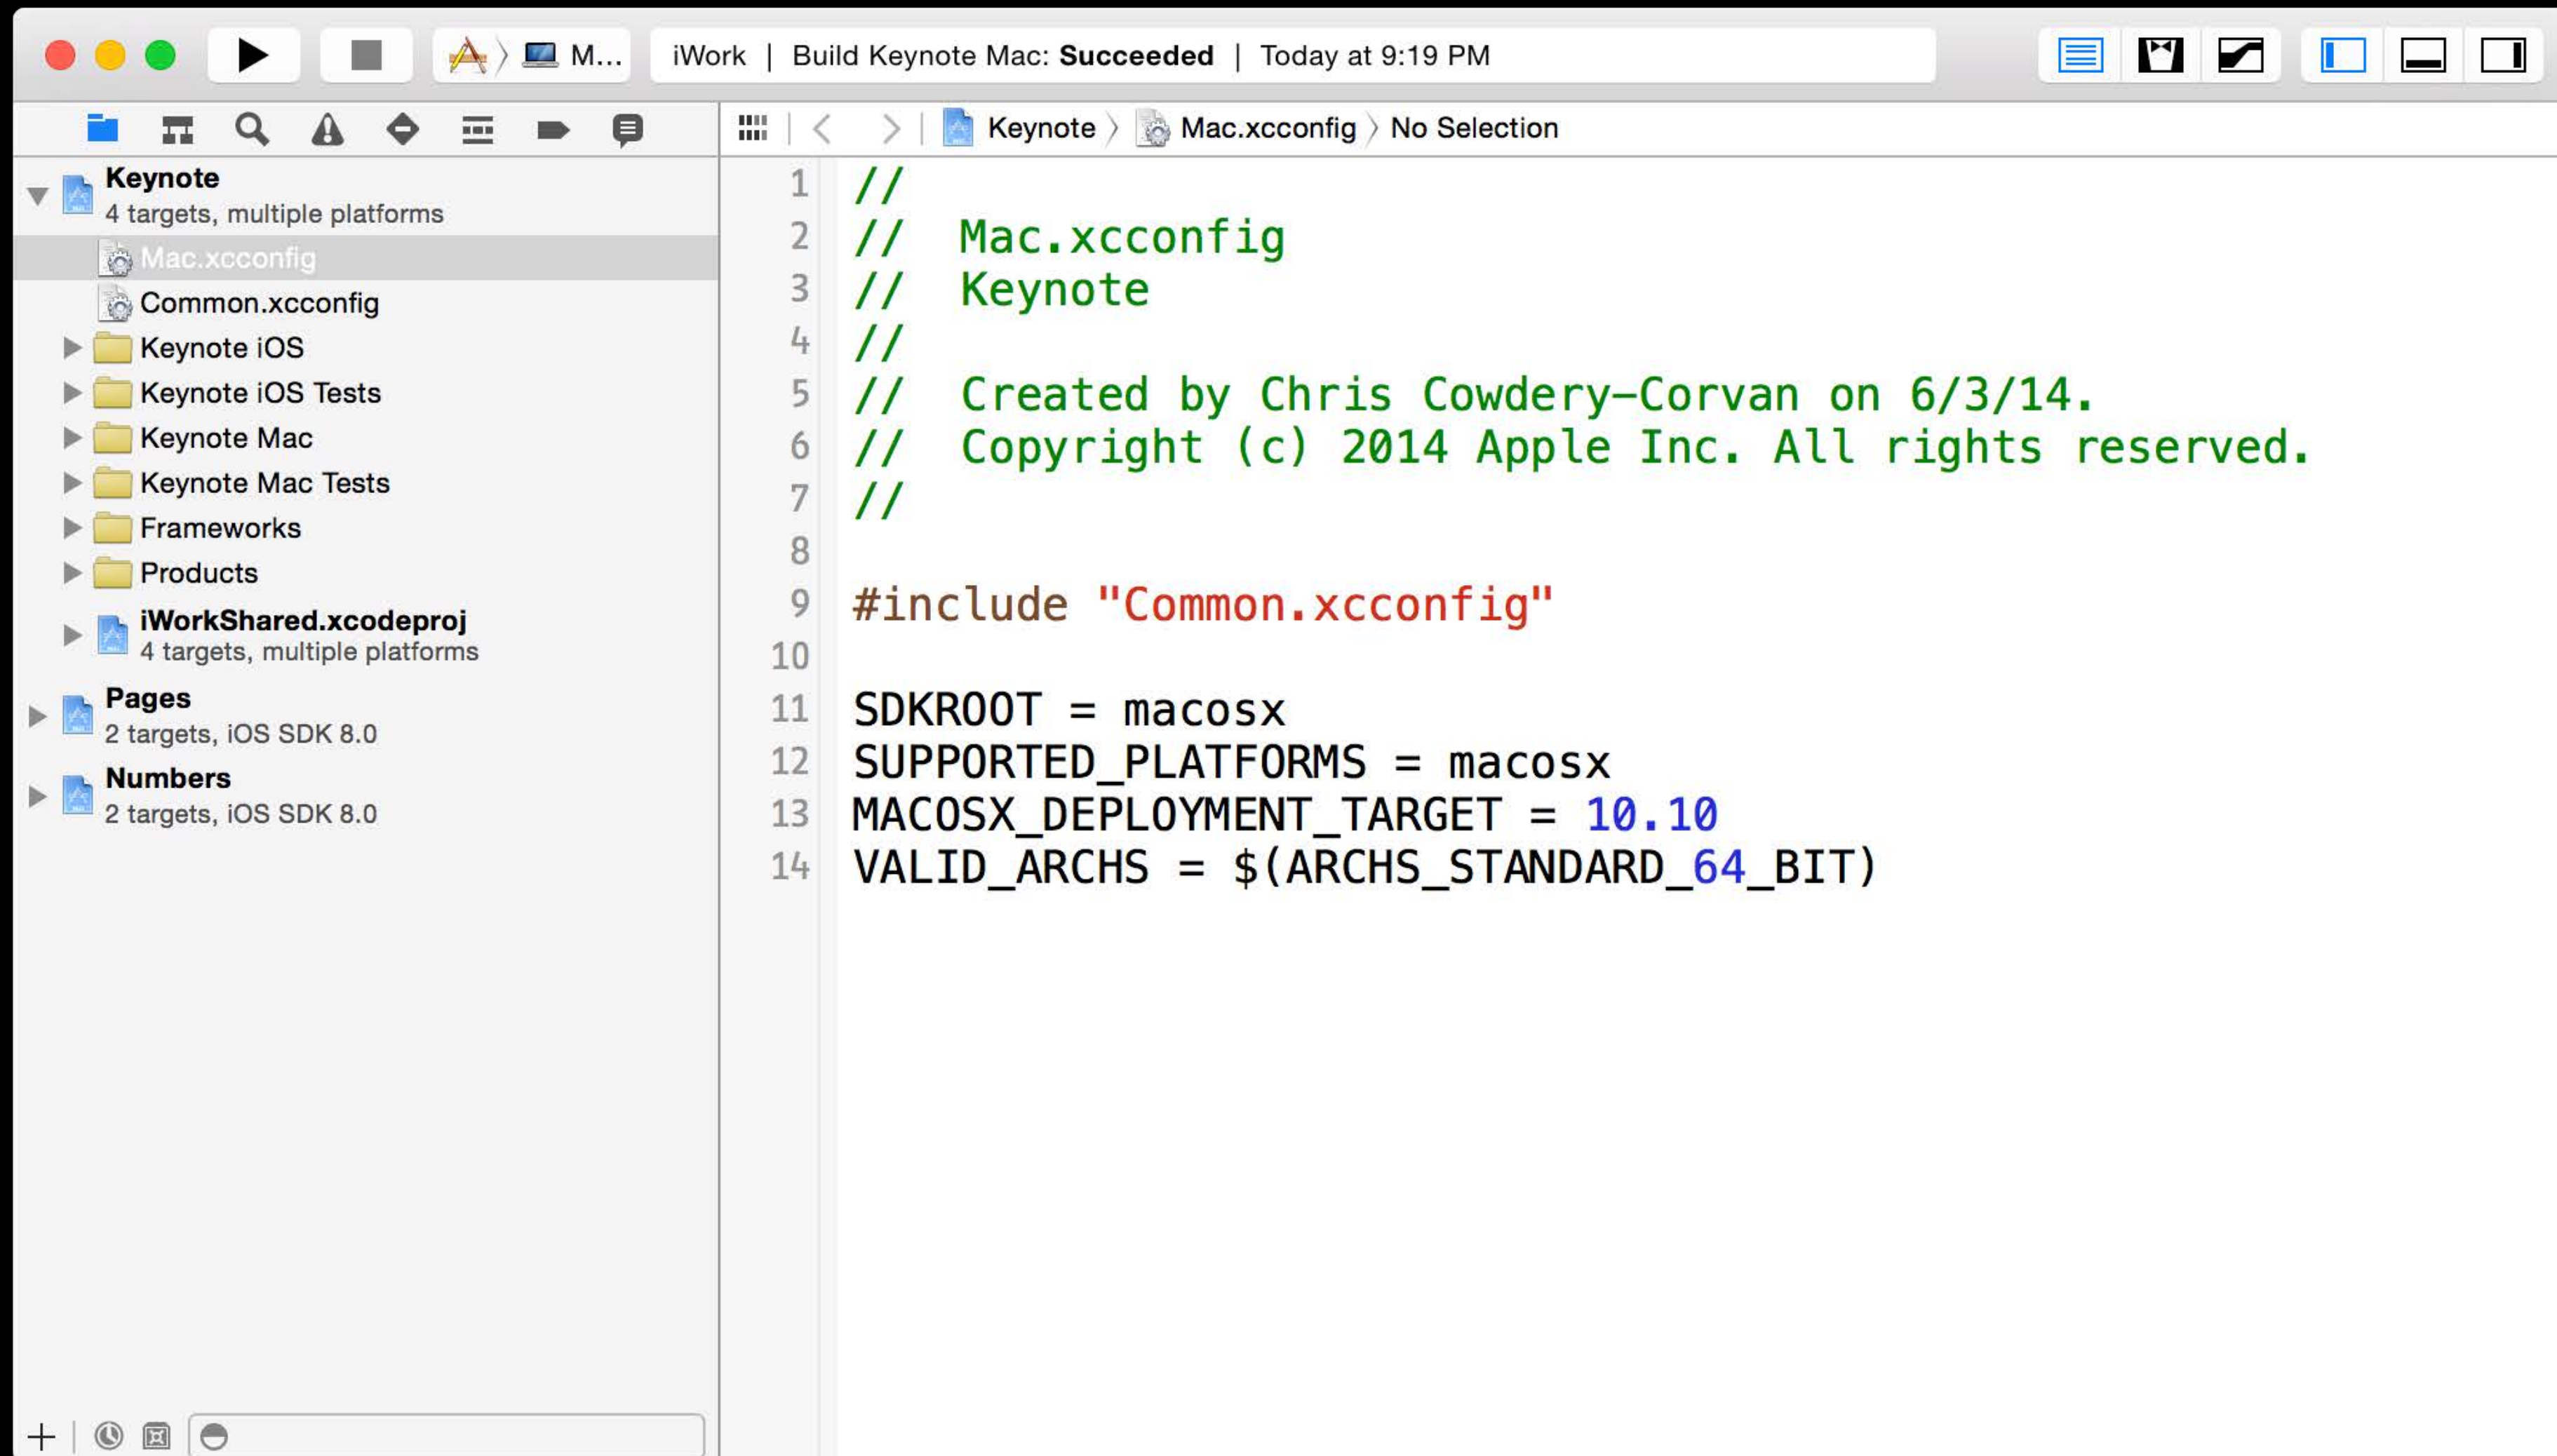 M...
iWork | Build Keynote Mac: Succeeded | Today at 9:19 PM
Keynote
4 targets, multiple platforms
Mac.xcconfig
Common.xcconfig
Keynote iOS
Keynote iOS Tests
Keynote Mac
Keynote Mac Tests
Frameworks
Products
iWorkShared.xcodeproj
4 targets, multiple platforms
Pages
2 targets, iOS SDK 8.0
Numbers
2 targets, iOS SDK 8.0
Keynote 〉 Mac.xcconfig 〉 No Selection
1 //
2 //  Mac.xcconfig
3 //  Keynote
4 //
5 //  Created by Chris Cowdery-Corvan on 6/3/14.
6 //  Copyright (c) 2014 Apple Inc. All rights reserved.
7 //
8
9 #include "Common.xcconfig"
10
11 SDKROOT = macosx
12 SUPPORTED_PLATFORMS = macosx
13 MACOSX_DEPLOYMENT_TARGET = 10.10
14 VALID_ARCHS = $(ARCHS_STANDARD_64_BIT)